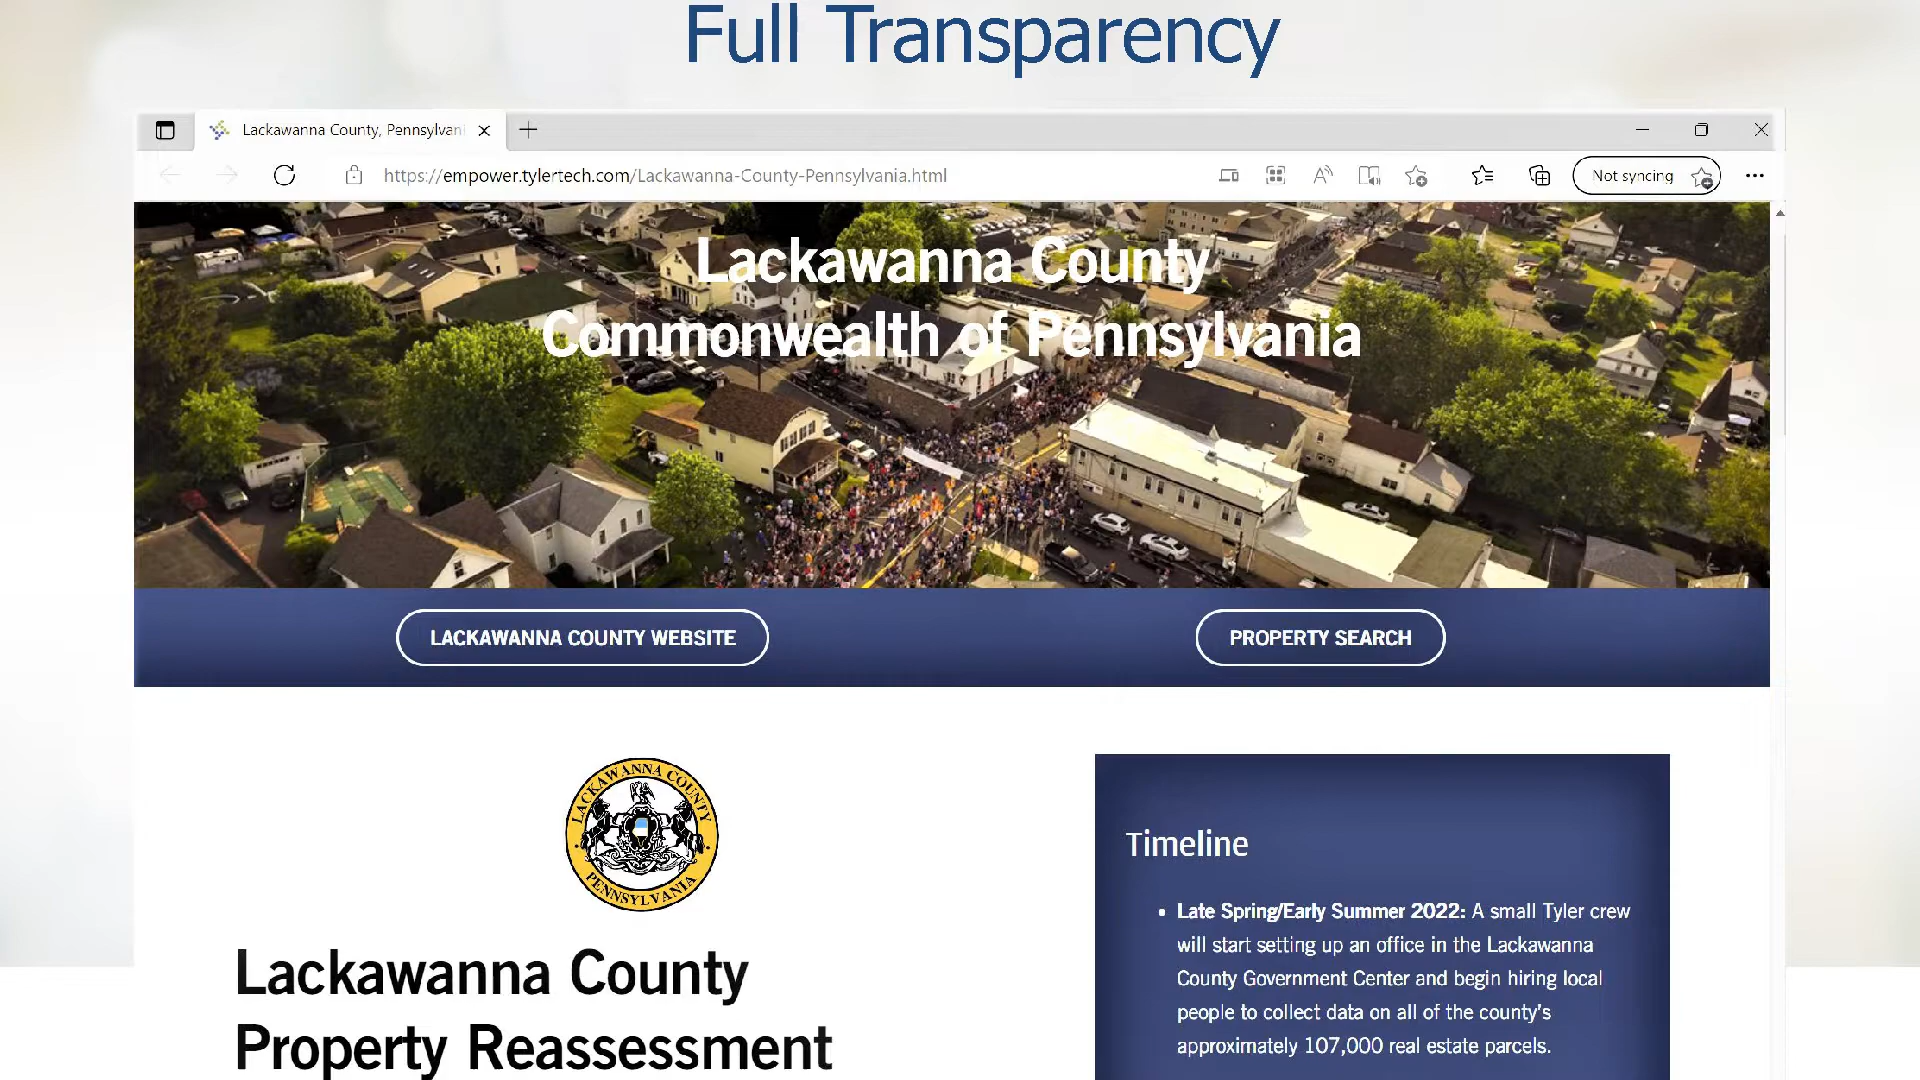 Full Transparency
Lackawanna County, Pennsylvani
https://empower.tylertech.com/Lackawanna-County-Pennsylvania.html
Not syncing
Lackawanna County
Commonwealth of Pennsylvania
LACKAWANNA COUNTY WEBSITE
PROPERTY SEARCH
LACKAWANNA COUNTY
PENNSYLVANIA
Lackawanna County
Property Reassessment
Timeline
• Late Spring/Early Summer 2022: A small Tyler crew
will start setting up an office in the Lackawanna
County Government Center and begin hiring local
people to collect data on all of the county's
approximately 107,000 real estate parcels.